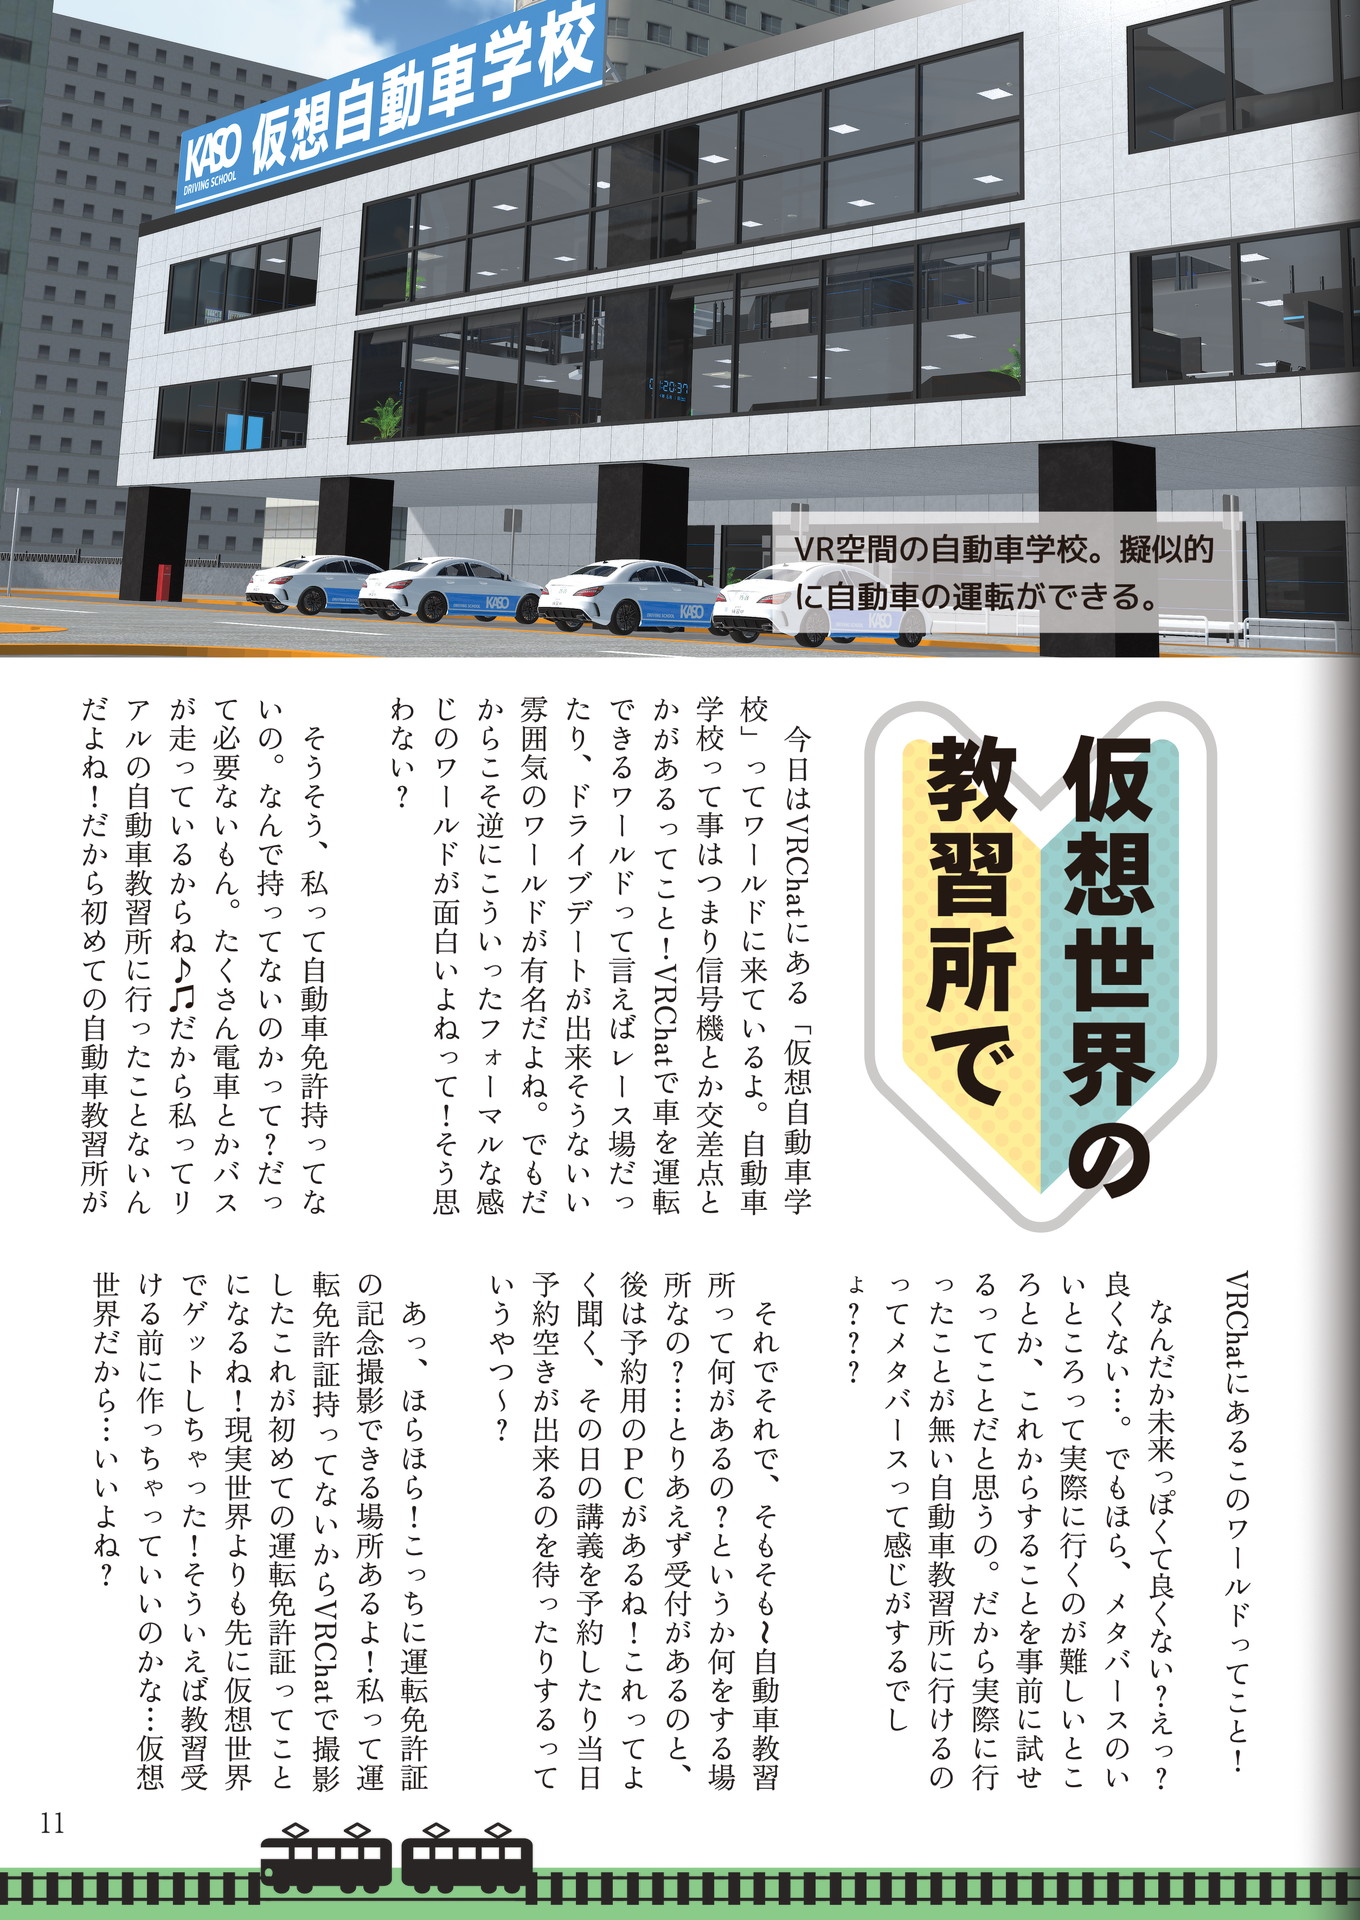 KASO
DRIVING SCHOOL
仮想自動車学校
VR空間の自動車学校。擬似的
に自動車の運転ができる。
仮想世界の
教習所で
今日はVRChatにある「仮想自動車学
校」ってワールドに来ているよ。自動車
学校って事はつまり信号機とか交差点と
かがあるってこと！VRChatで車を運転
できるワールドって言えばレース場だっ
たり、ドライブデートが出来そうないい
雰囲気のワールドが有名だよね。でもだ
からこそ逆にこういったフォーマルな感
じのワールドが面白いよねって！そう思
わない？
そうそう、私って自動車免許持ってな
いの。なんで持ってないのかって？だっ
て必要ないもん。たくさん電車とかバス
が走っているからね♪♫だから私ってリ
アルの自動車教習所に行ったことないん
だよね！だから初めての自動車教習所が
VRChatにあるこのワールドってこと！
なんだか未来っぽくて良くない？えっ？
良くない…。でもほら、メタバースのい
いところって実際に行くのが難しいとこ
ろとか、これからすることを事前に試せ
るってことだと思うの。だから実際に行
ったことが無い自動車教習所に行けるの
ってメタバースって感じがするでし
ょ？？？
それでそれで、そもそも〜自動車教習
所って何があるの？というか何をする場
所なの？…とりあえず受付があるのと、
後は予約用のPCがあるね！これってよ
く聞く、その日の講義を予約したり当日
予約空きが出来るのを待ったりするって
いうやつ〜？
あっ、ほらほら！こっちに運転免許証
の記念撮影できる場所あるよ！私って運
転免許証持ってないからVRChatで撮影
したこれが初めての運転免許証ってこと
になるね！現実世界よりも先に仮想世界
でゲットしちゃった！そういえば教習受
ける前に作っちゃっていいのかな…仮想
世界だから…いいよね？
11